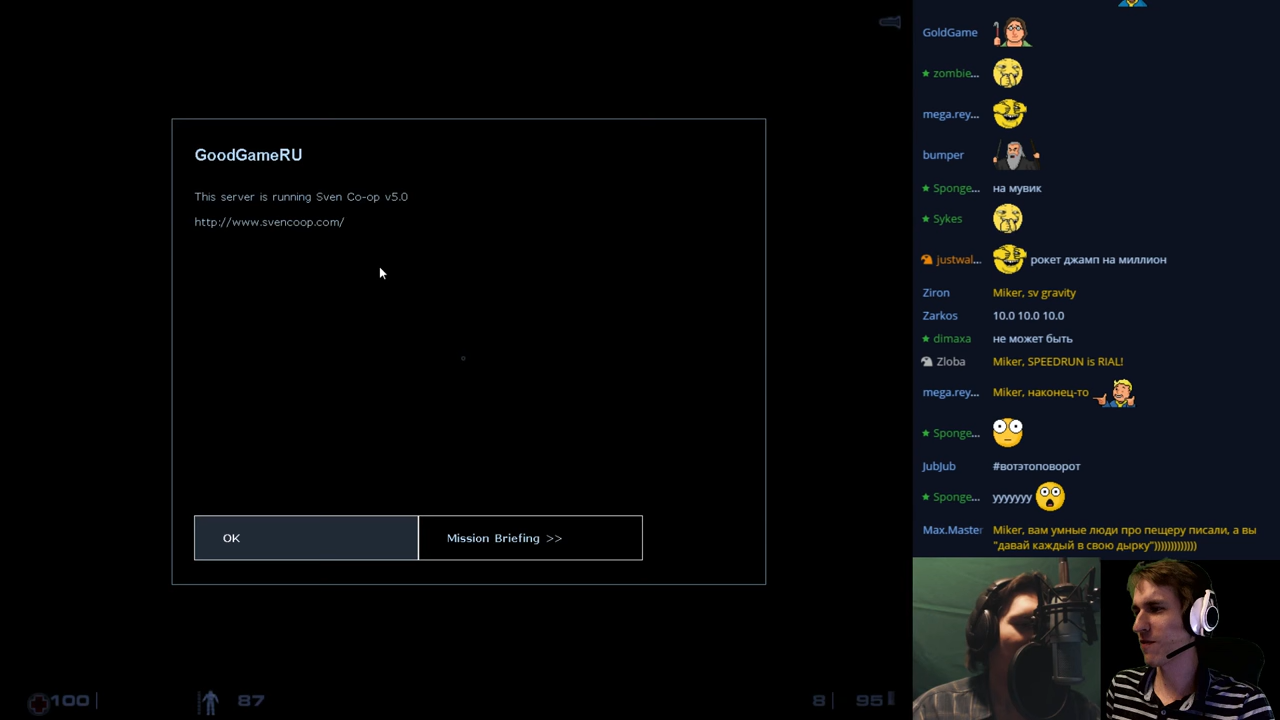 GoodGameRU
This server is running Sven Co-op v5.0
http://www.svencoop.com/
OK
Mission Briefing >>
100
87
8
95
GoldGame
zombie...
mega.rey...
bumper
Sponge... на мувик
Sykes
justwal... рокет джамп на миллион
Ziron Miker, sv gravity
Zarkos 10.0 10.0 10.0
dimaxa не может быть
Zloba Miker, SPEEDRUN is RIAL!
mega.rey... Miker, наконец-то
Sponge...
JubJub #вотэтоповорот
Sponge... ууууууу
Max.Master Miker, вам умные люди про пещеру писали, а вы
"давай каждый в свою дырку")))))))))))))